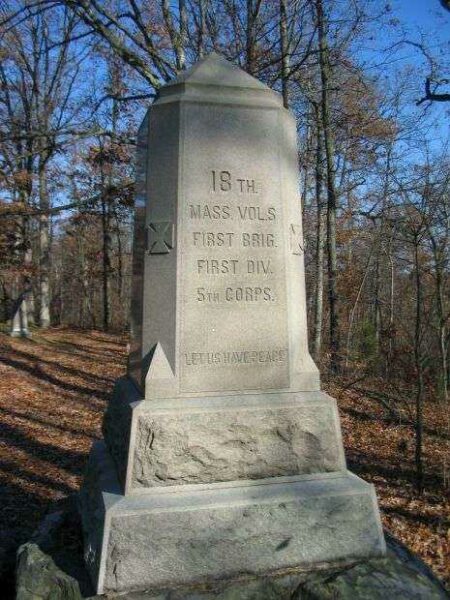 18TH.
MASS. VOLS
FIRST BRIG.
FIRST DIV.
5TH CORPS.
LET US HAVE PEACE